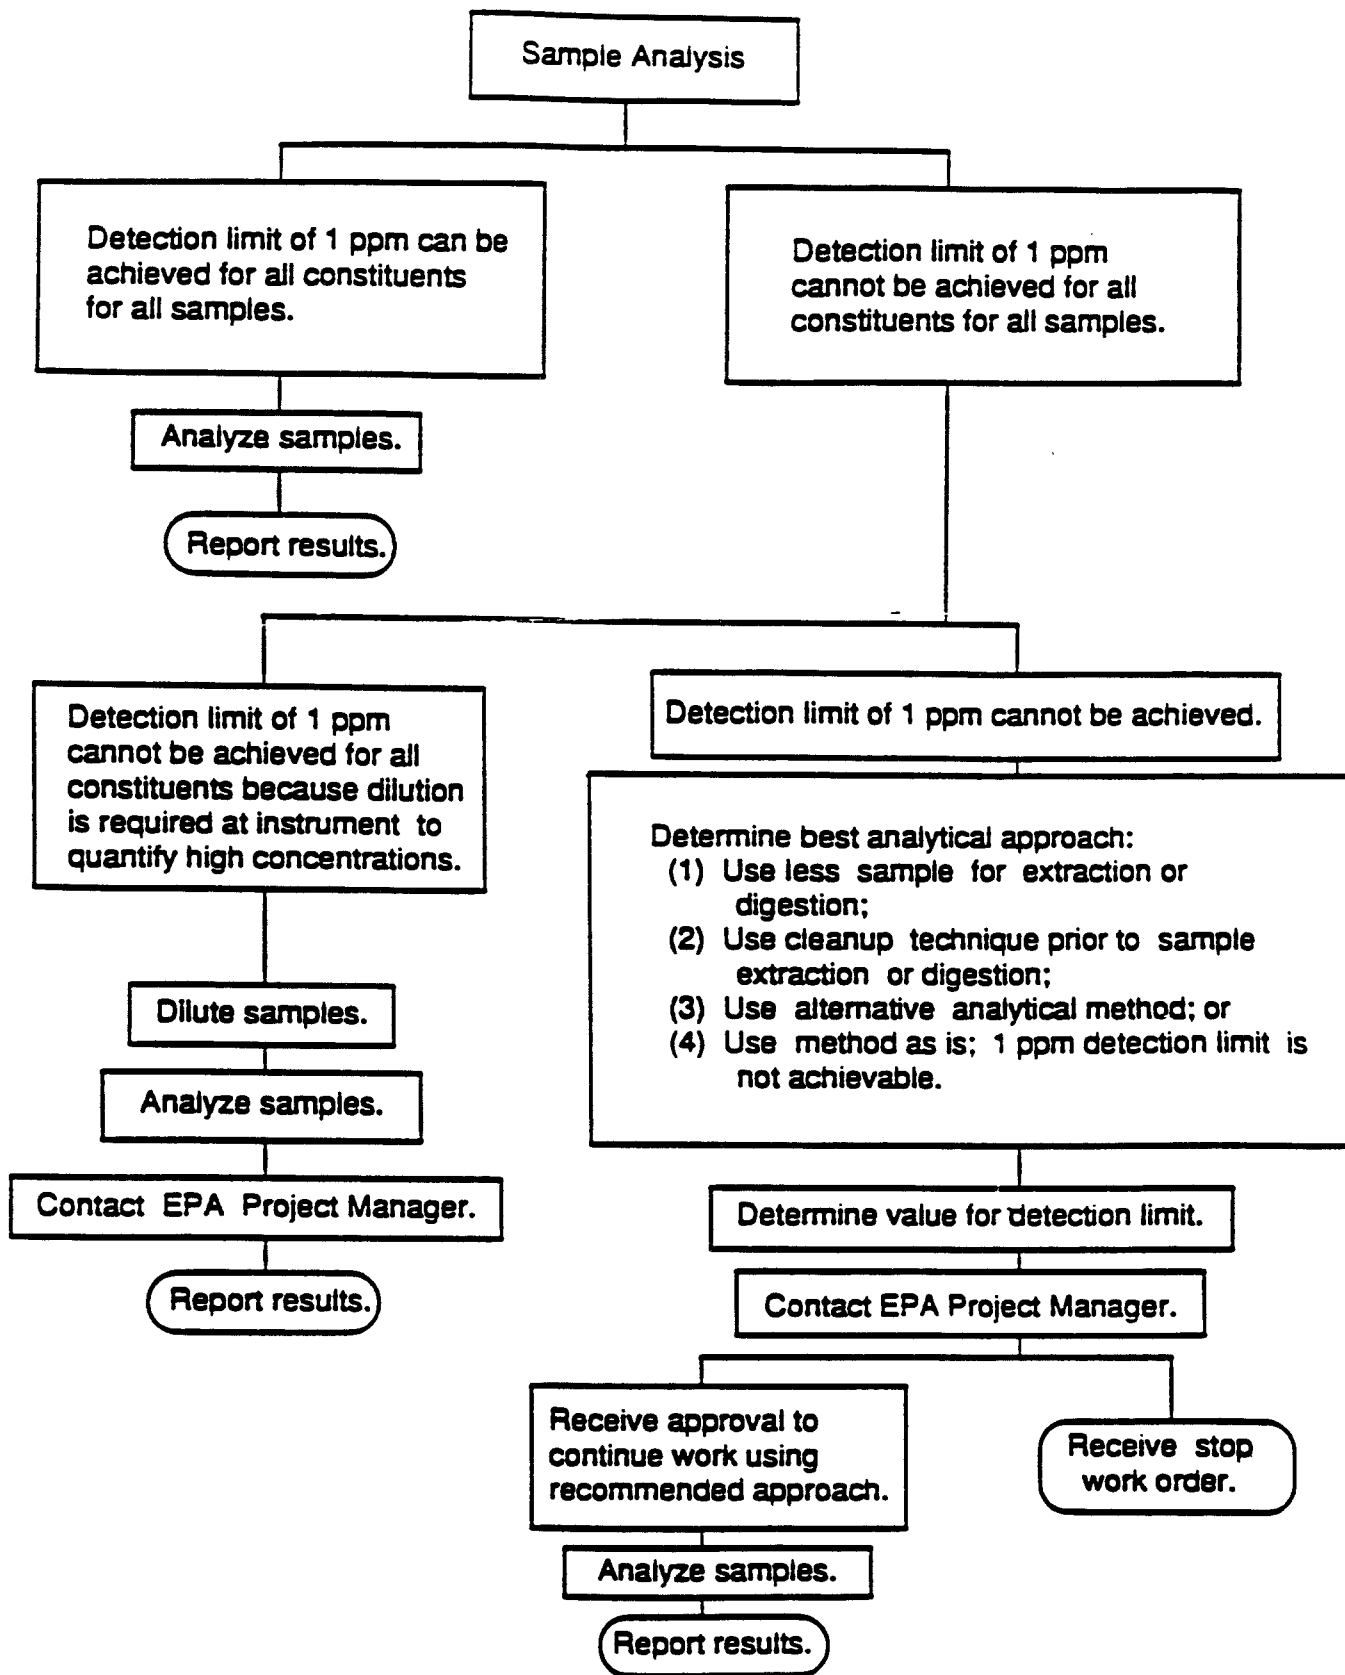 Sample Analysis
Detection limit of 1 ppm can be
achieved for all constituents
for all samples.
Detection limit of 1 ppm
cannot be achieved for all
constituents for all samples.
Analyze samples.
Report results.
Detection limit of 1 ppm
cannot be achieved for all
constituents because dilution
is required at instrument to
quantify high concentrations.
Dilute samples.
Analyze samples.
Contact EPA Project Manager.
Report results.
Detection limit of 1 ppm cannot be achieved.
Determine best analytical approach:
(1) Use less sample for extraction or
digestion;
(2) Use cleanup technique prior to sample
extraction or digestion;
(3) Use alternative analytical method; or
(4) Use method as is; 1 ppm detection limit is
not achievable.
Determine value for detection limit.
Contact EPA Project Manager.
Receive approval to
continue work using
recommended approach.
Analyze samples.
Report results.
Receive stop
work order.